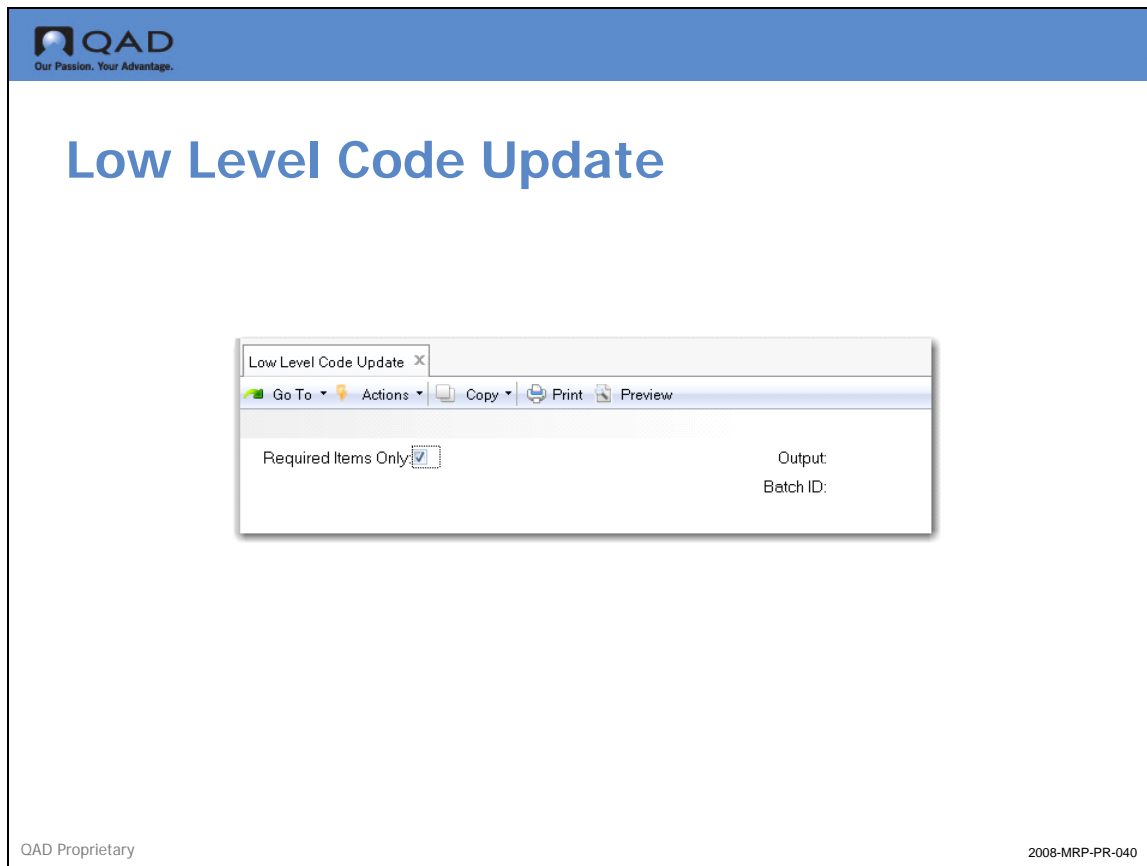 QAD
Our Passion. Your Advantage.
Low Level Code Update
Low Level Code Update X
Go To Actions Copy Print Preview
Required Items Only: Output:
Batch ID:
QAD Proprietary 2008-MRP-PR-040